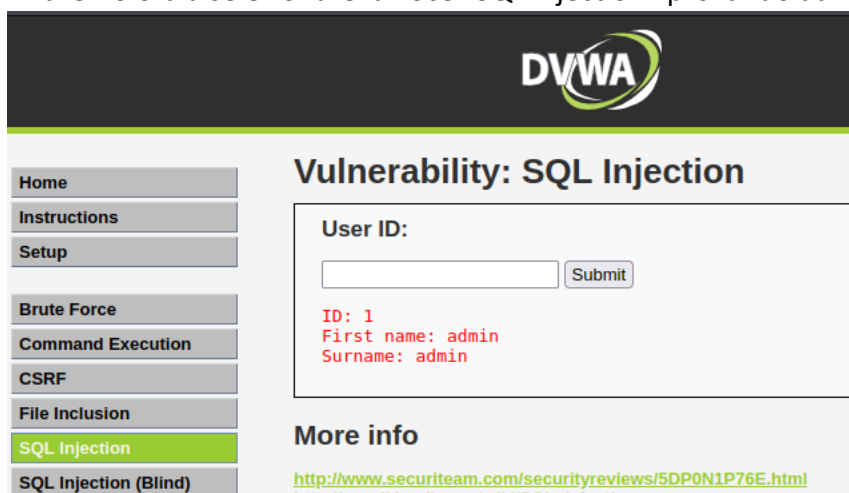 DVWA
Home
Instructions
Setup
Brute Force
Command Execution
CSRF
File Inclusion
SQL Injection
SQL Injection (Blind)
Vulnerability: SQL Injection
User ID:
Submit
ID: 1
First name: admin
Surname: admin
More info
http://www.securiteam.com/securityreviews/5DP0N1P76E.html